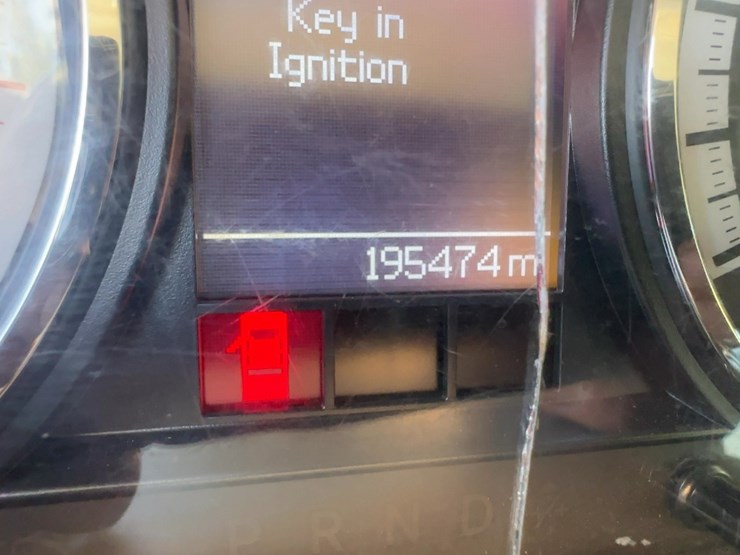 Key in
Ignition
195474 m
P R N D